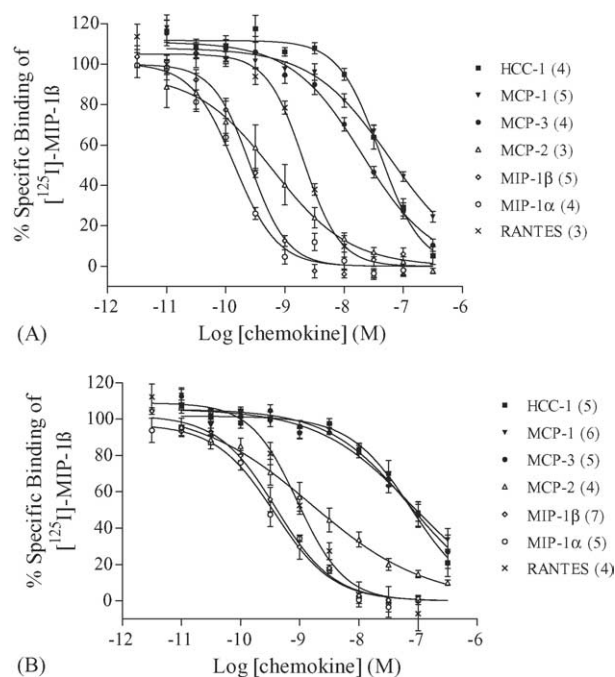 120
100
80
60
40
20
0
% Specific Binding of
[¹²⁵I]-MIP-1ß
-12 -11 -10 -9 -8 -7 -6
Log [chemokine] (M)
(A)
HCC-1 (4)
MCP-1 (5)
MCP-3 (4)
MCP-2 (3)
MIP-1β (5)
MIP-1α (4)
RANTES (3)
120
100
80
60
40
20
0
% Specific Binding of
[¹²⁵I]-MIP-1ß
-12 -11 -10 -9 -8 -7 -6
Log [chemokine] (M)
(B)
HCC-1 (5)
MCP-1 (6)
MCP-3 (5)
MCP-2 (4)
MIP-1β (7)
MIP-1α (5)
RANTES (4)